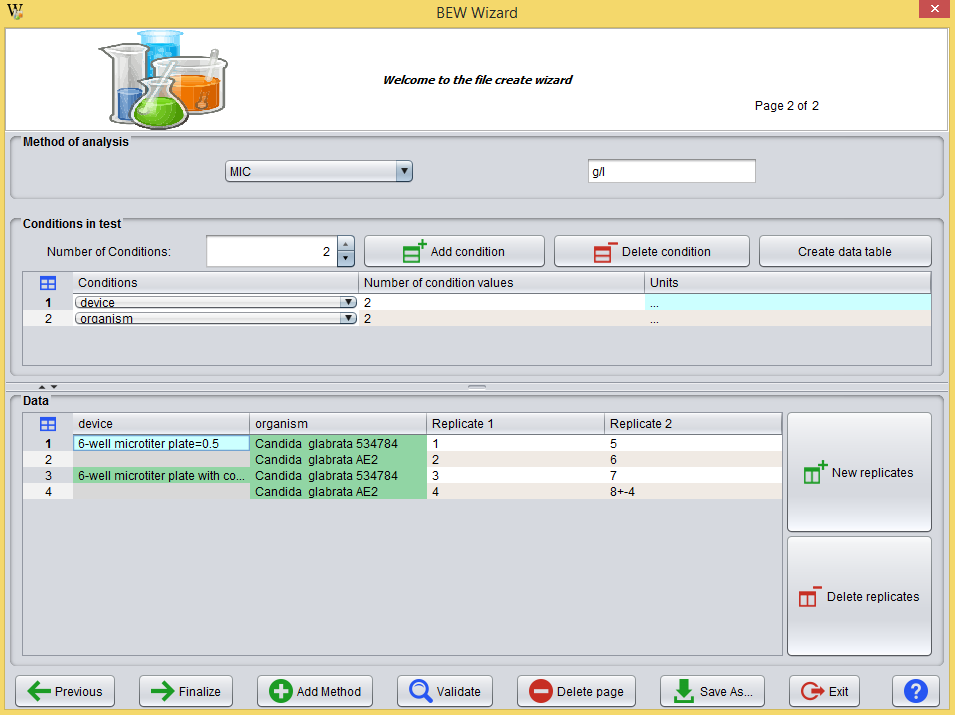 BEW Wizard
Welcome to the file create wizard
Page 2 of 2
Method of analysis
MIC g/l
Conditions in test
Number of Conditions: 2 Add condition Delete condition Create data table
Conditions Number of condition values Units
1 device 2 ...
2 organism 2 ...
Data
device organism Replicate 1 Replicate 2
1 6-well microtiter plate=0.5 Candida glabrata 534784 1 5
2 Candida glabrata AE2 2 6
3 6-well microtiter plate with co... Candida glabrata 534784 3 7
4 Candida glabrata AE2 4 8+-4
New replicates
Delete replicates
Previous Finalize Add Method Validate Delete page Save As... Exit ?